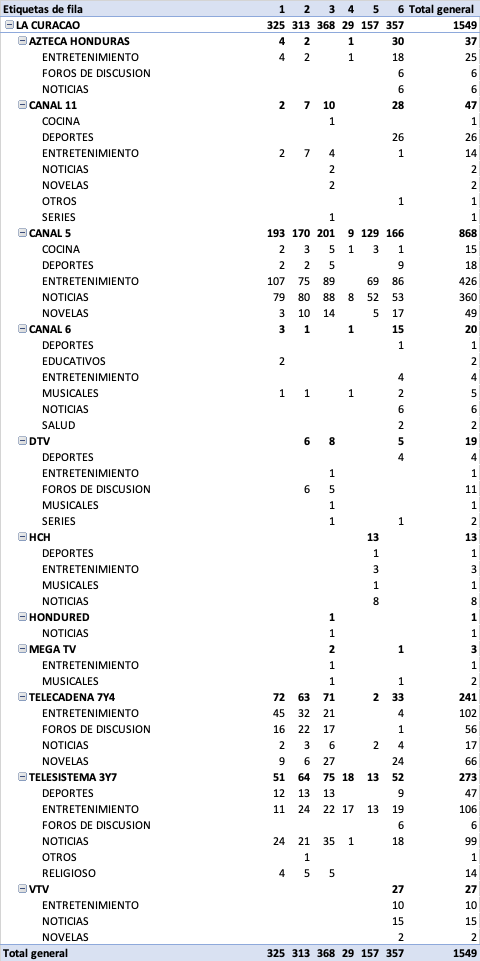 Etiquetas de fila 1 2 3 4 5 6 Total general
LA CURACAO 325 313 368 29 157 357 1549
AZTECA HONDURAS 4 2 1 30 37
ENTRETENIMIENTO 4 2 1 18 25
FOROS DE DISCUSION 6 6
NOTICIAS 6 6
CANAL 11 2 7 10 28 47
COCINA 1 1
DEPORTES 26 26
ENTRETENIMIENTO 2 7 4 1 14
NOTICIAS 2 2
NOVELAS 2 2
OTROS 1 1
SERIES 1 1
CANAL 5 193 170 201 9 129 166 868
COCINA 2 3 5 1 3 1 15
DEPORTES 2 2 5 9 18
ENTRETENIMIENTO 107 75 89 69 86 426
NOTICIAS 79 80 88 8 52 53 360
NOVELAS 3 10 14 5 17 49
CANAL 6 3 1 1 15 20
DEPORTES 1 1
EDUCATIVOS 2 2
ENTRETENIMIENTO 4 4
MUSICALES 1 1 1 2 5
NOTICIAS 6 6
SALUD 2 2
DTV 6 8 5 19
DEPORTES 4 4
ENTRETENIMIENTO 1 1
FOROS DE DISCUSION 6 5 11
MUSICALES 1 1
SERIES 1 1 2
HCH 13 13
DEPORTES 1 1
ENTRETENIMIENTO 3 3
MUSICALES 1 1
NOTICIAS 8 8
HONDURED 1 1
NOTICIAS 1 1
MEGA TV 2 1 3
ENTRETENIMIENTO 1 1
MUSICALES 1 1 2
TELECADENA 7Y4 72 63 71 2 33 241
ENTRETENIMIENTO 45 32 21 4 102
FOROS DE DISCUSION 16 22 17 1 56
NOTICIAS 2 3 6 2 4 17
NOVELAS 9 6 27 24 66
TELESISTEMA 3Y7 51 64 75 18 13 52 273
DEPORTES 12 13 13 9 47
ENTRETENIMIENTO 11 24 22 17 13 19 106
FOROS DE DISCUSION 6 6
NOTICIAS 24 21 35 1 18 99
OTROS 1 1
RELIGIOSO 4 5 5 14
VTV 27 27
ENTRETENIMIENTO 10 10
NOTICIAS 15 15
NOVELAS 2 2
Total general 325 313 368 29 157 357 1549